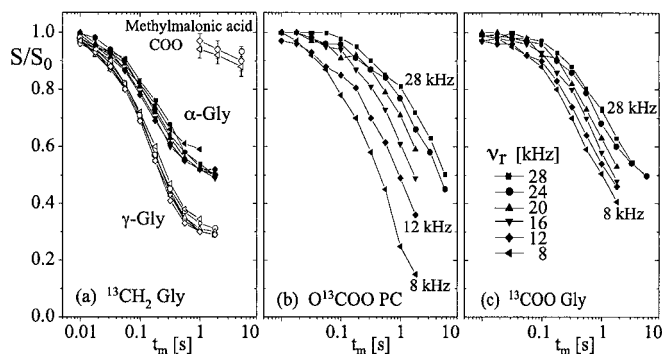 S/S0
1.0
0.8
0.6
0.4
0.2
0.0
Methylmalonic acid
COO
α-Gly
γ-Gly
(a) ¹³CH₂ Gly
0.01 0.1 1 10
tm [s]
28 kHz
12 kHz
8 kHz
(b) O¹³COO PC
0.1 1 10
tm [s]
28 kHz
νr [kHz]
28
24
20
16
12
8
8 kHz
(c) ¹³COO Gly
0.1 1 10
tm [s]